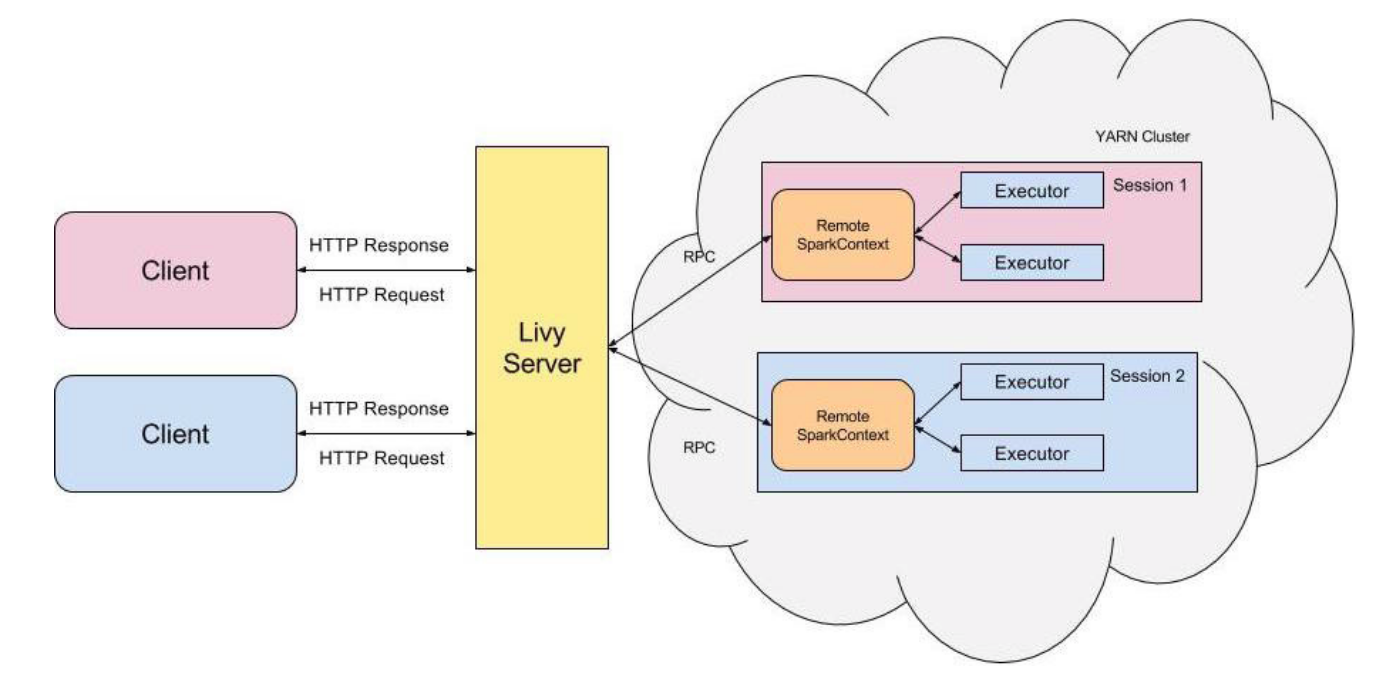 YARN Cluster
Client
HTTP Response
HTTP Request
Client
HTTP Response
HTTP Request
Livy
Server
RPC
RPC
Session 1
Remote
SparkContext
Executor
Executor
Session 2
Remote
SparkContext
Executor
Executor